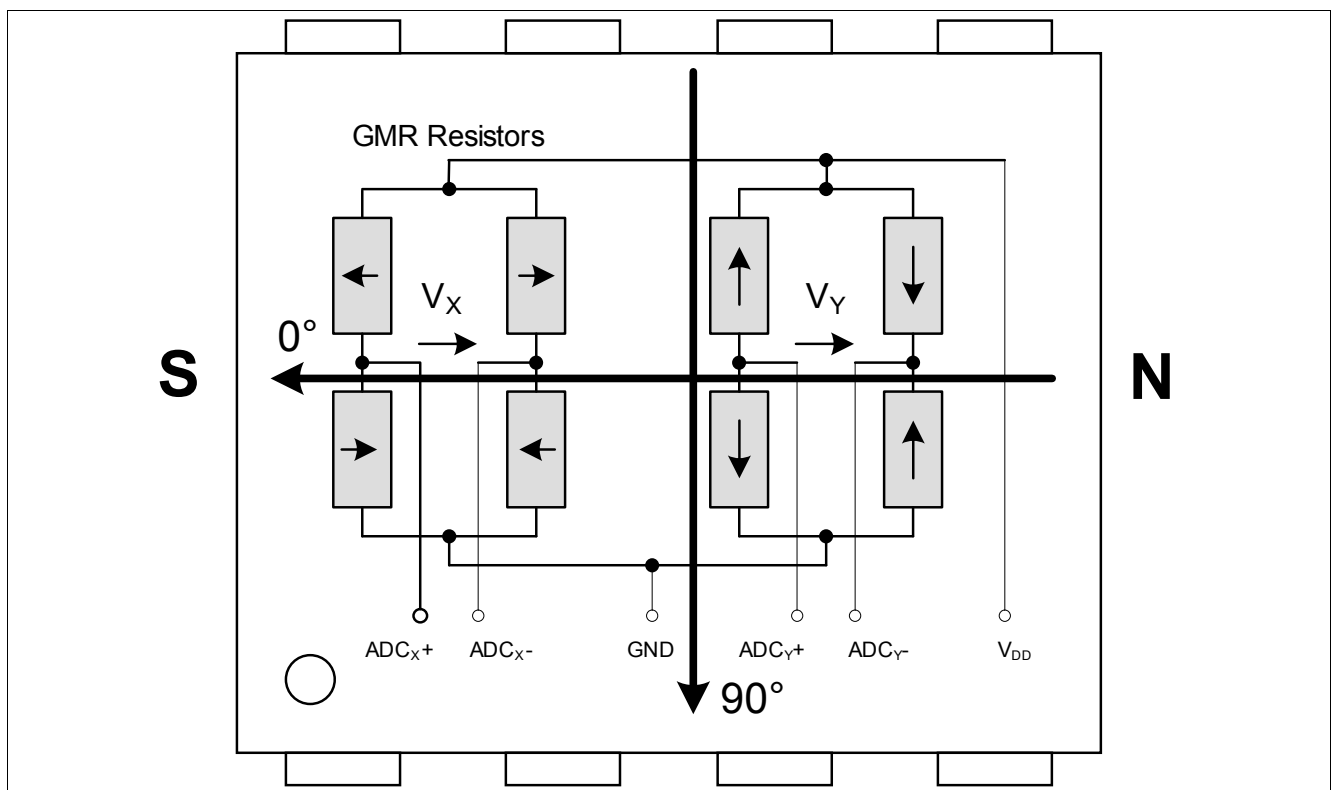 GMR Resistors
V_X
V_Y
0°
S
N
ADC_X+
ADC_X-
GND
ADC_Y+
ADC_Y-
V_DD
90°